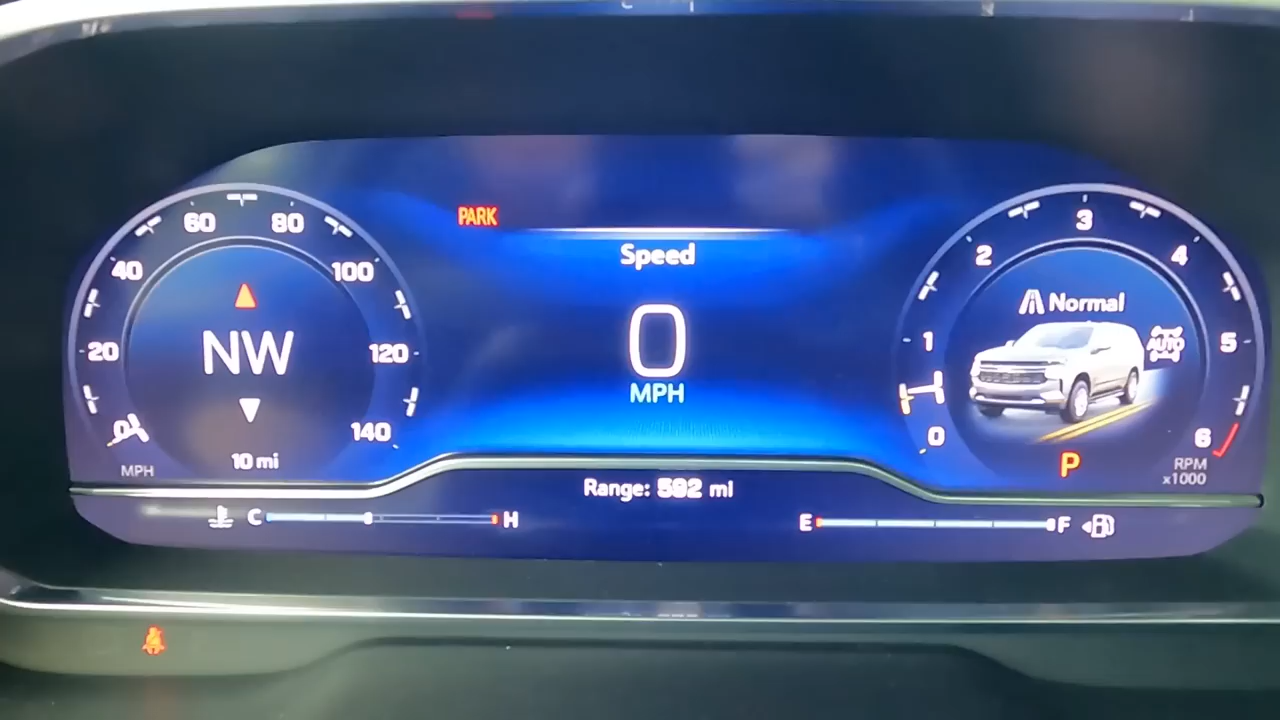 PARK
Speed
0
MPH
20
40
60
80
100
120
140
MPH
NW
10 mi
Range: 592 mi
C H
E F
0
1
2
3
4
5
6
RPM
x1000
Normal
AUTO
P